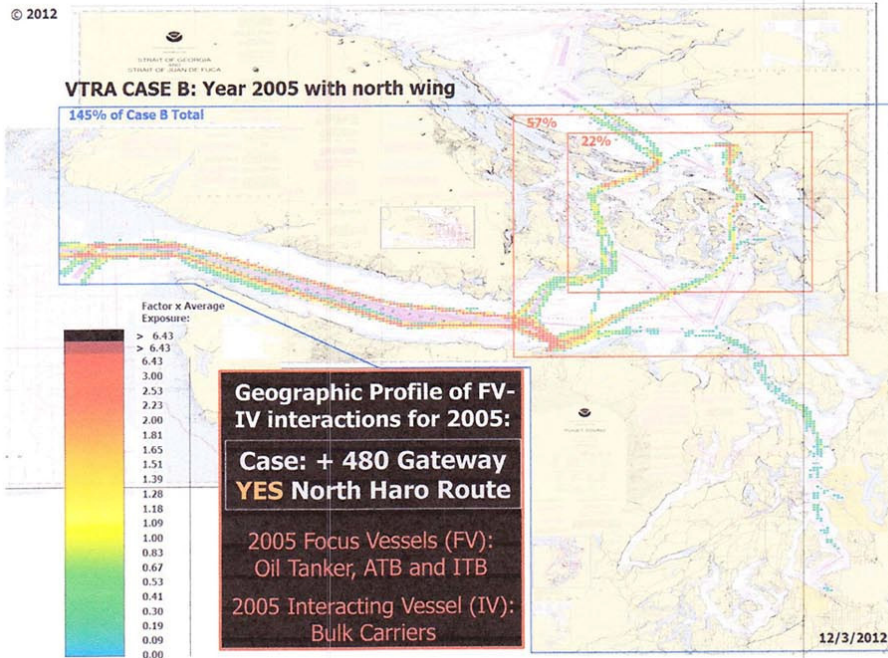 © 2012
STRAIT OF GEORGIA
AND
STRAIT OF JUAN DE FUCA
VTRA CASE B: Year 2005 with north wing
145% of Case B Total
57%
22%
Factor x Average
Exposure:
> 6.43
> 6.43
6.43
3.00
2.53
2.23
2.00
1.81
1.65
1.51
1.39
1.28
1.18
1.09
1.00
0.83
0.67
0.53
0.41
0.30
0.19
0.09
0.00
Geographic Profile of FV-
IV interactions for 2005:
Case: + 480 Gateway
YES North Haro Route
2005 Focus Vessels (FV):
Oil Tanker, ATB and ITB
2005 Interacting Vessel (IV):
Bulk Carriers
PUGET SOUND
12/3/2012